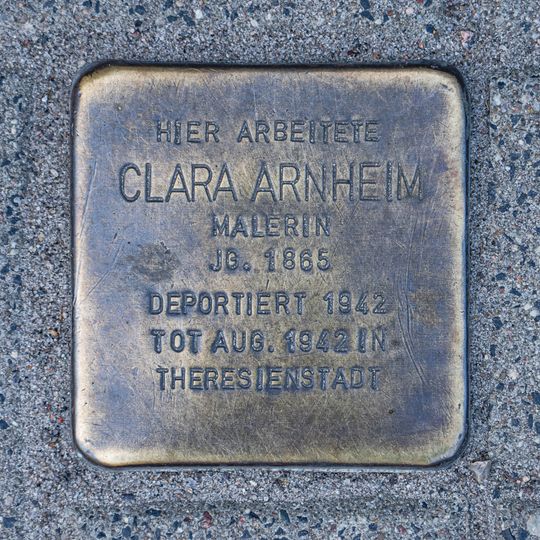 HIER ARBEITETE
CLARA ARNHEIM
MALERIN
JG. 1865
DEPORTIERT 1942
TOT AUG. 1942 IN
THERESIENSTADT